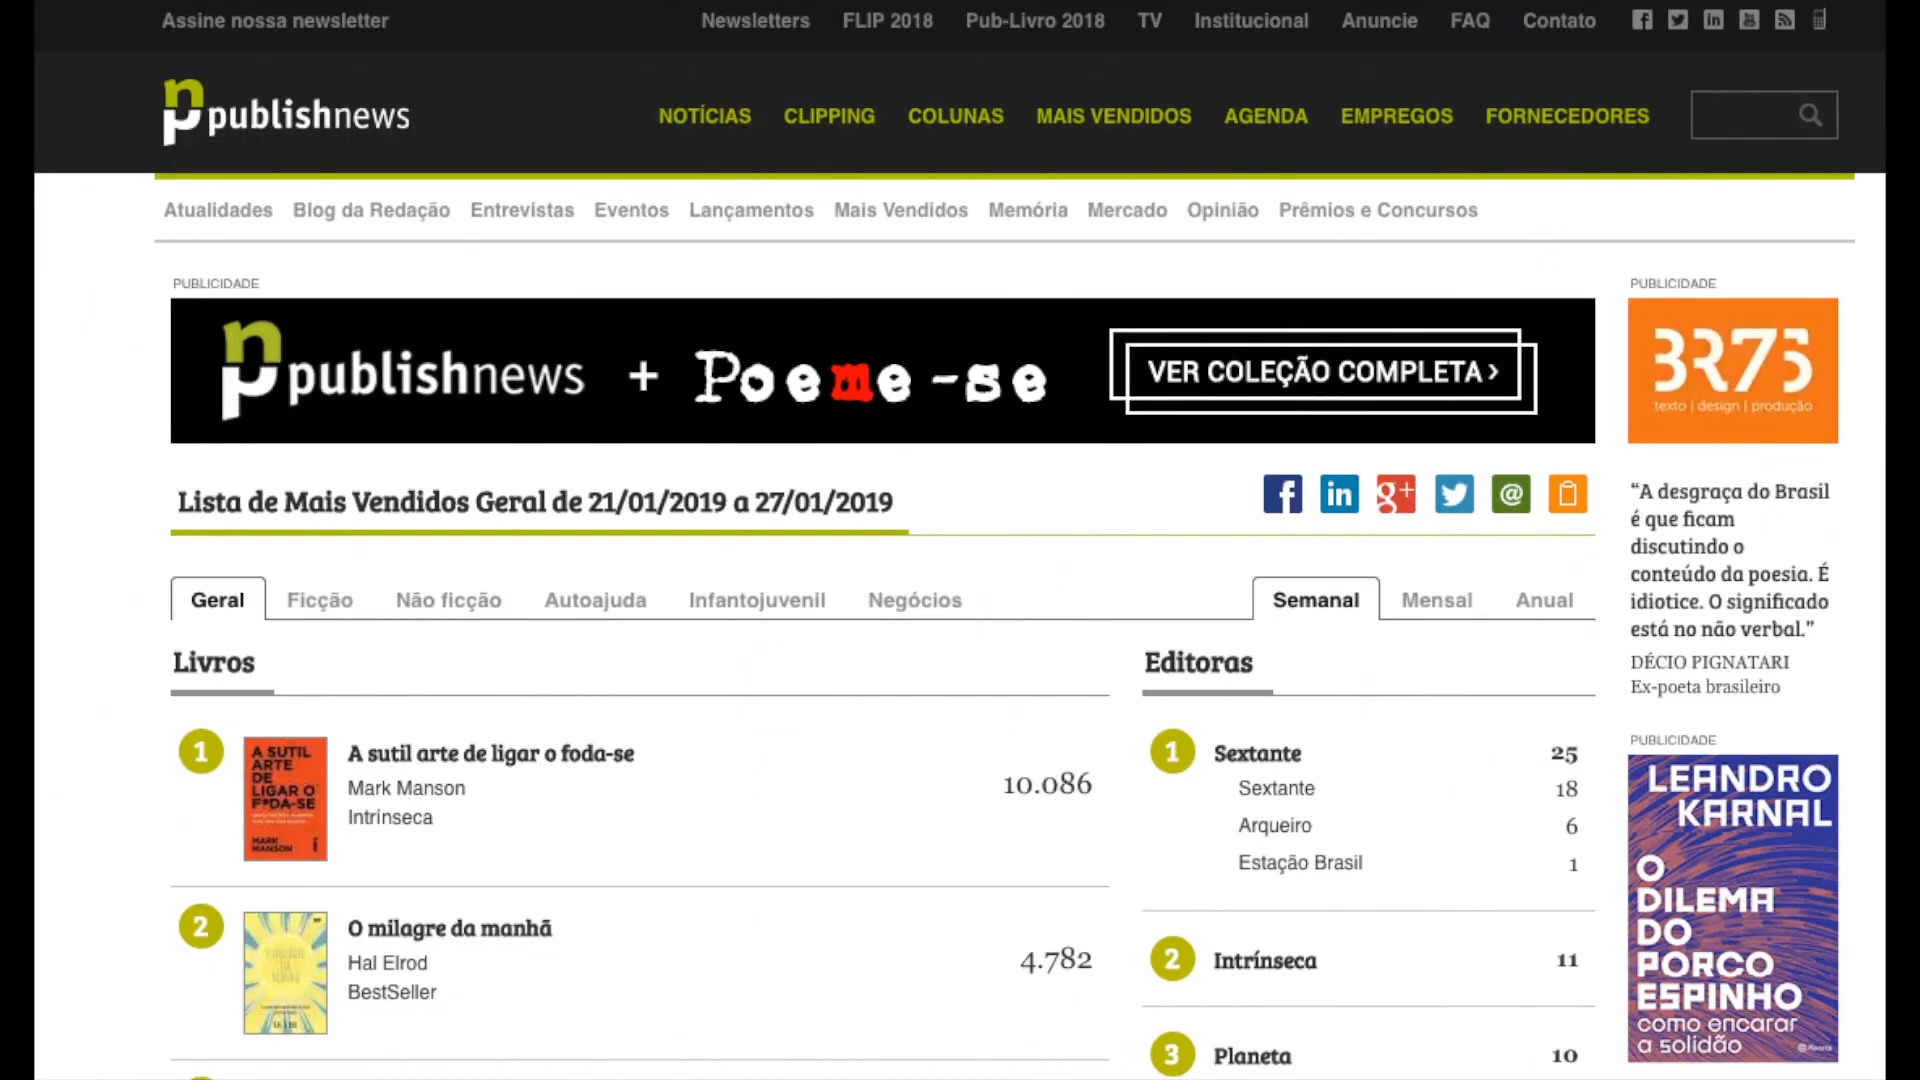 Assine nossa newsletter
Newsletters FLIP 2018 Pub-Livro 2018 TV Institucional Anuncie FAQ Contato
publishnews
NOTÍCIAS CLIPPING COLUNAS MAIS VENDIDOS AGENDA EMPREGOS FORNECEDORES
Atualidades Blog da Redação Entrevistas Eventos Lançamentos Mais Vendidos Memória Mercado Opinião Prêmios e Concursos
PUBLICIDADE
publishnews + Poeme-se VER COLEÇÃO COMPLETA ›
PUBLICIDADE
BR75
texto | design | produção
Lista de Mais Vendidos Geral de 21/01/2019 a 27/01/2019
Geral Ficção Não ficção Autoajuda Infantojuvenil Negócios
Semanal Mensal Anual
Livros
1
A SUTIL
ARTE
DE
LIGAR O
F*DA-SE
MARK
MANSON
A sutil arte de ligar o foda-se
Mark Manson
Intrínseca
10.086
2
O milagre da manhã
Hal Elrod
BestSeller
4.782
Editoras
1 Sextante 25
Sextante 18
Arqueiro 6
Estação Brasil 1
2 Intrínseca 11
3 Planeta 10
“A desgraça do Brasil
é que ficam
discutindo o
conteúdo da poesia. É
idiotice. O significado
está no não verbal.”
DÉCIO PIGNATARI
Ex-poeta brasileiro
PUBLICIDADE
LEANDRO
KARNAL
O
DILEMA
DO
PORCO
ESPINHO
como encarar
a solidão